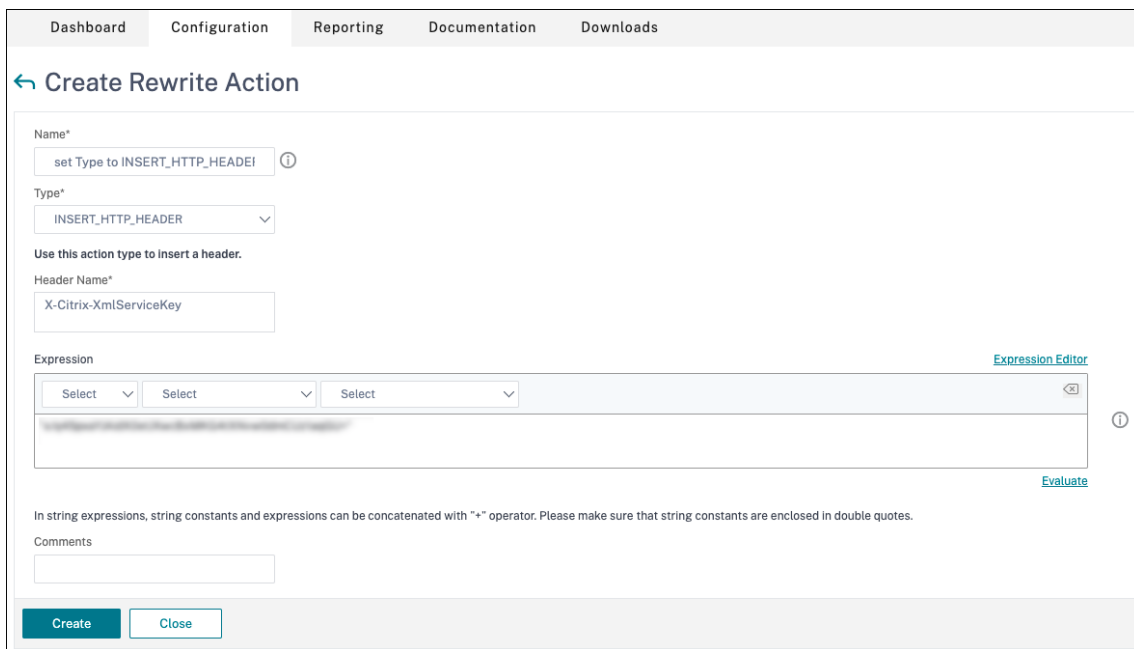 Dashboard Configuration Reporting Documentation Downloads
Create Rewrite Action
Name*
set Type to INSERT_HTTP_HEADER
Type*
INSERT_HTTP_HEADER
Use this action type to insert a header.
Header Name*
X-Citrix-XmlServiceKey
Expression Expression Editor
Select Select Select
Evaluate
In string expressions, string constants and expressions can be concatenated with "+" operator. Please make sure that string constants are enclosed in double quotes.
Comments
Create Close